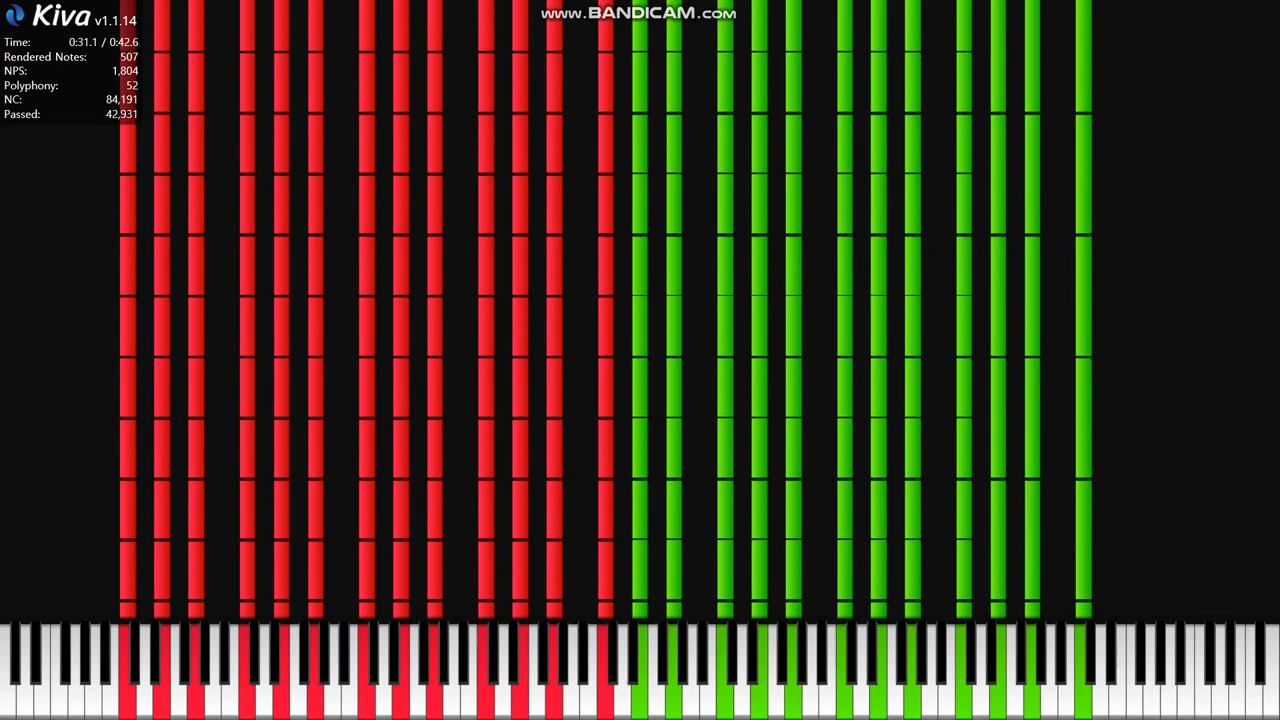 Kiva v1.1.14
www.BANDICAM.com
Time: 0:31.1 / 0:42.6
Rendered Notes: 507
NPS: 1,804
Polyphony: 52
NC: 84,191
Passed: 42,931